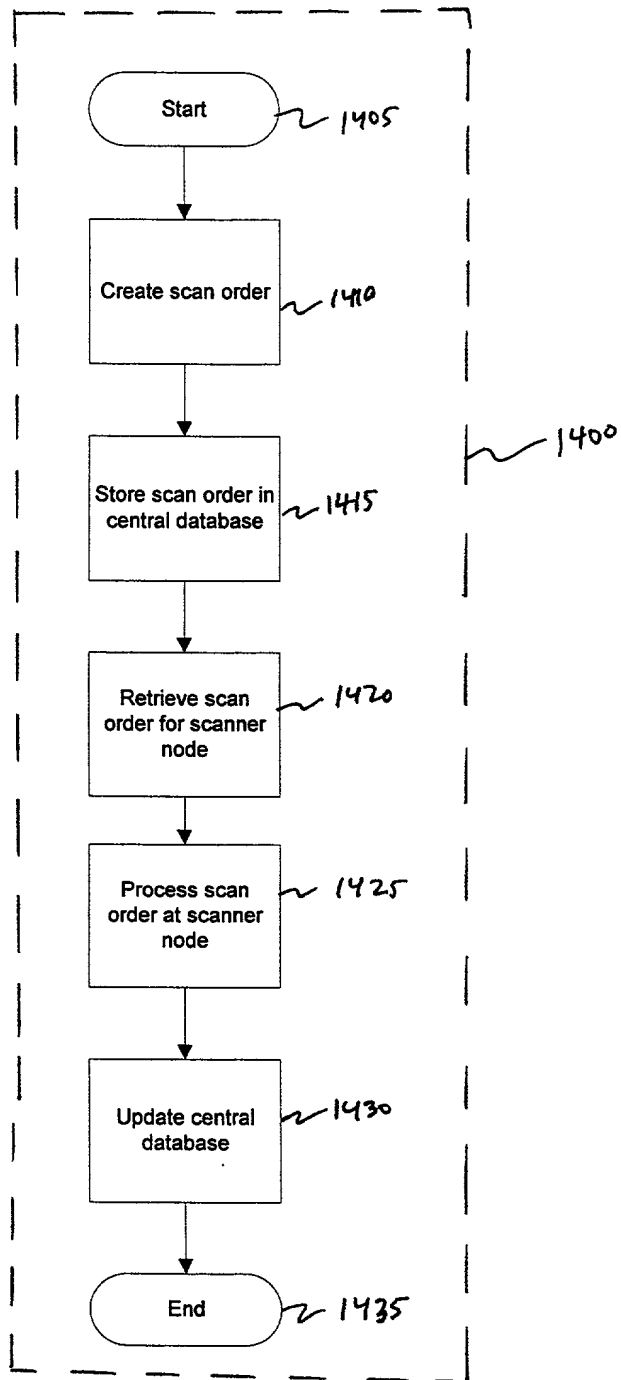 Start
1405
Create scan order
1410
1400
Store scan order in
central database
1415
Retrieve scan
order for scanner
node
1420
Process scan
order at scanner
node
1425
Update central
database
1430
End
1435